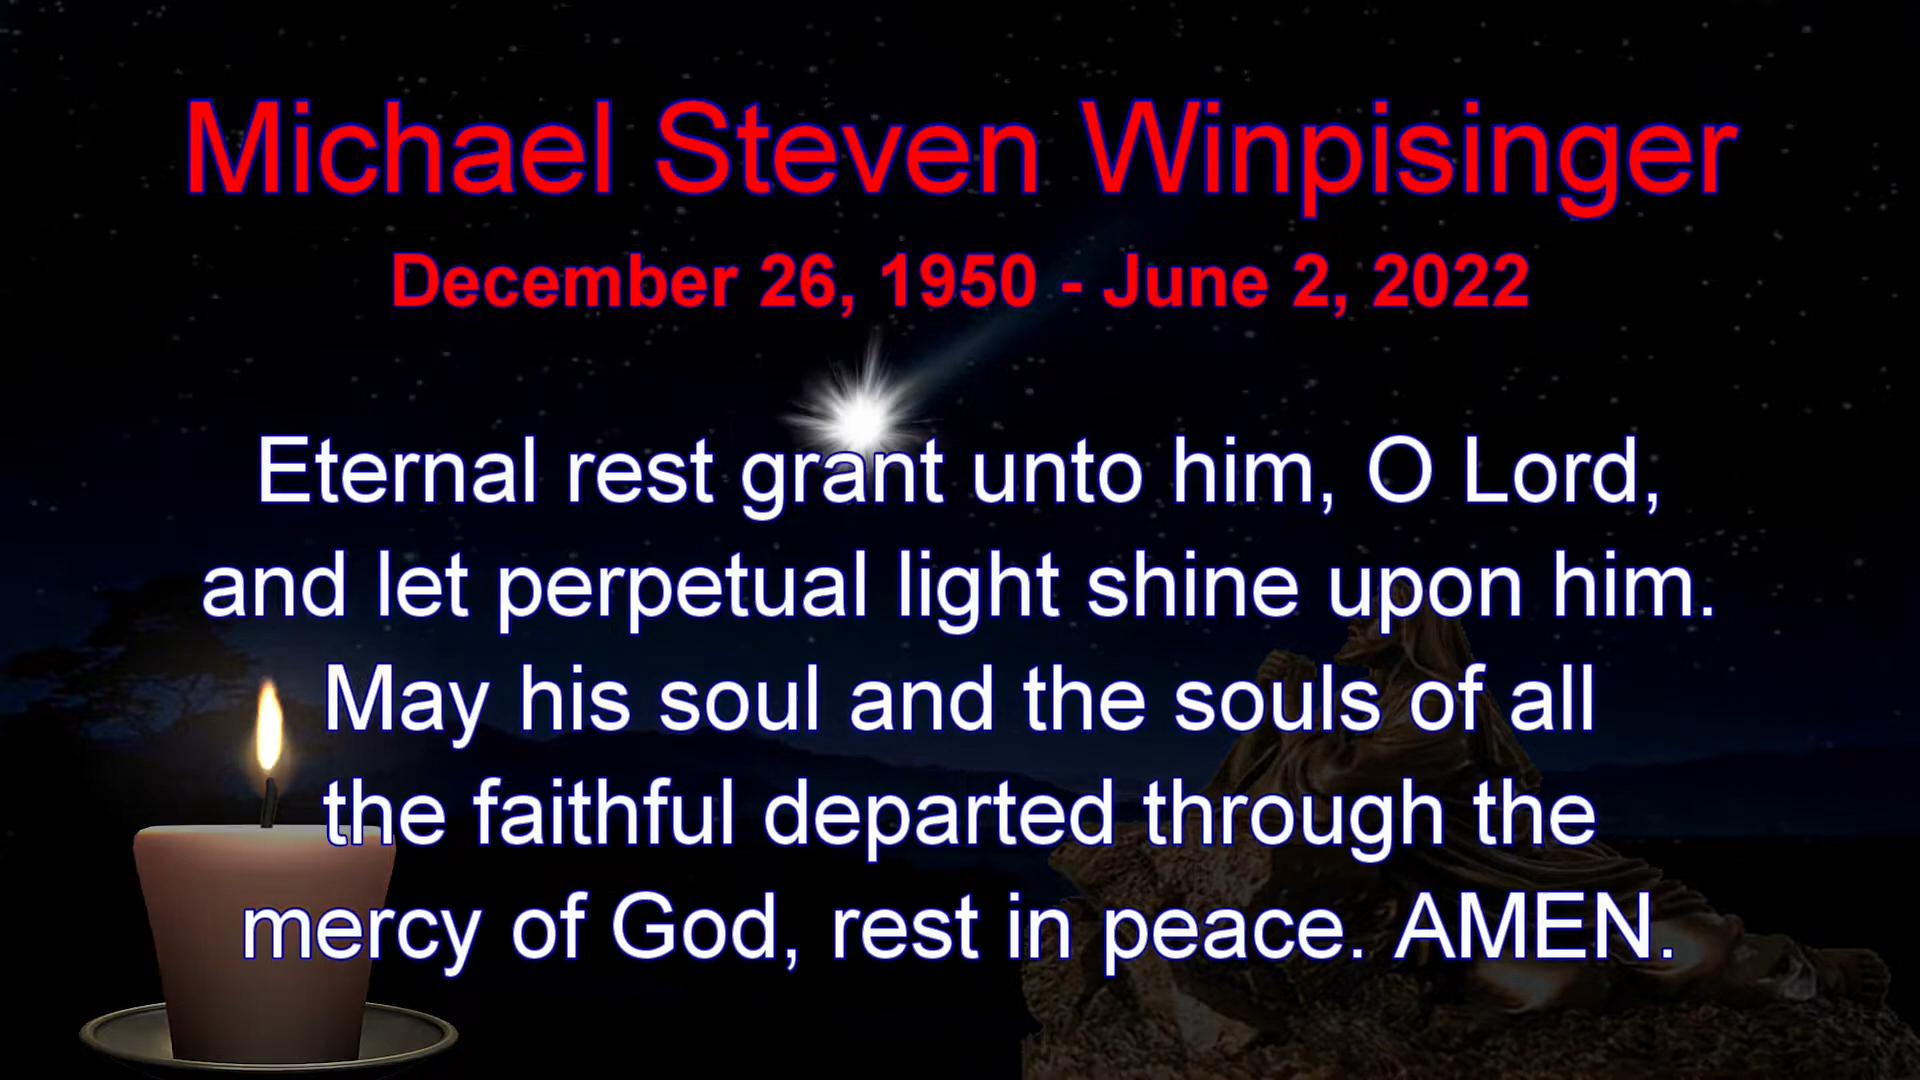 Michael Steven Winpisinger
December 26, 1950 - June 2, 2022
Eternal rest grant unto him, O Lord,
and let perpetual light shine upon him.
May his soul and the souls of all
the faithful departed through the
mercy of God, rest in peace. AMEN.